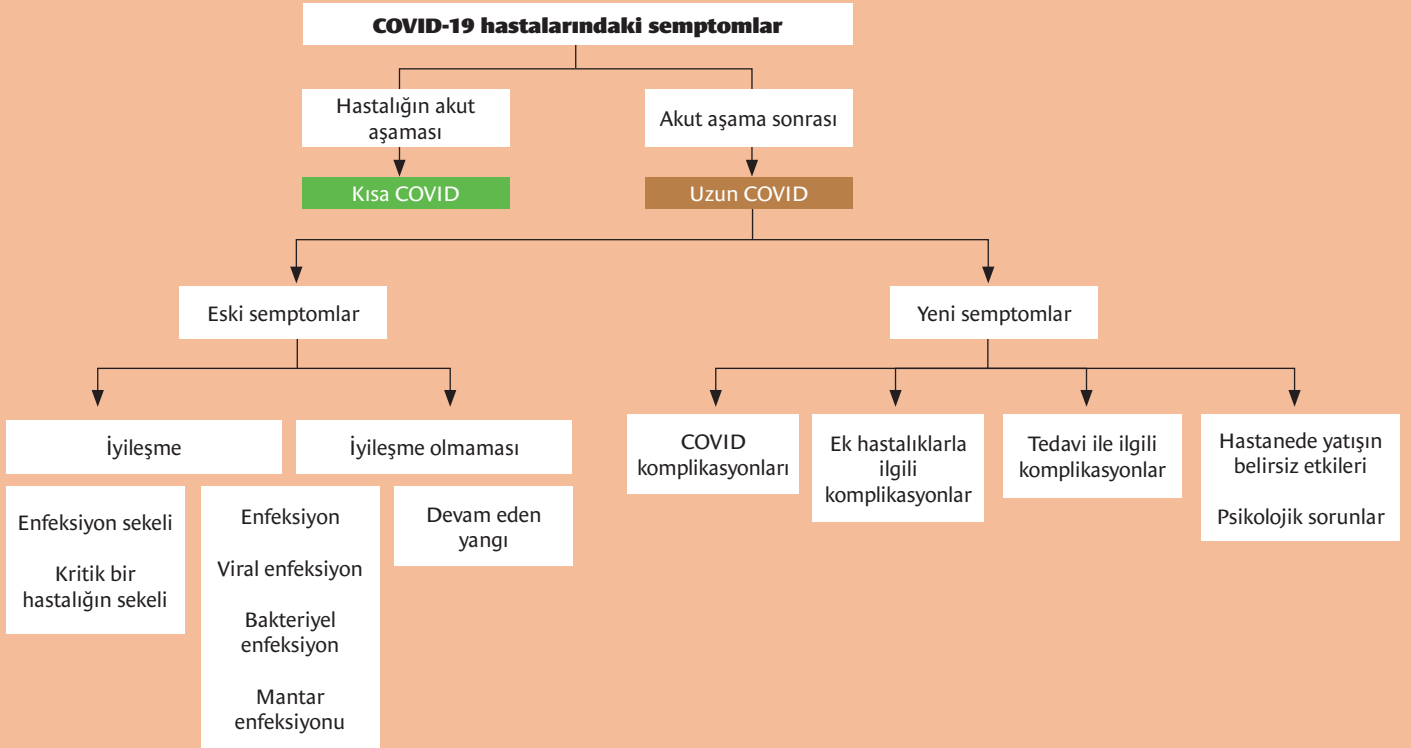 COVID-19 hastalarındaki semptomlar
Hastalığın akut
aşaması
Akut aşama sonrası
Kısa COVID
Uzun COVID
Eski semptomlar
Yeni semptomlar
İyileşme
İyileşme olmaması
Enfeksiyon sekeli
Kritik bir
hastalığın sekeli
Enfeksiyon
Viral enfeksiyon
Bakteriyel
enfeksiyon
Mantar
enfeksiyonu
Devam eden
yangı
COVID
komplikasyonları
Ek hastalıklarla
ilgili
komplikasyonlar
Tedavi ile ilgili
komplikasyonlar
Hastanede yatışın
belirsiz etkileri
Psikolojik sorunlar